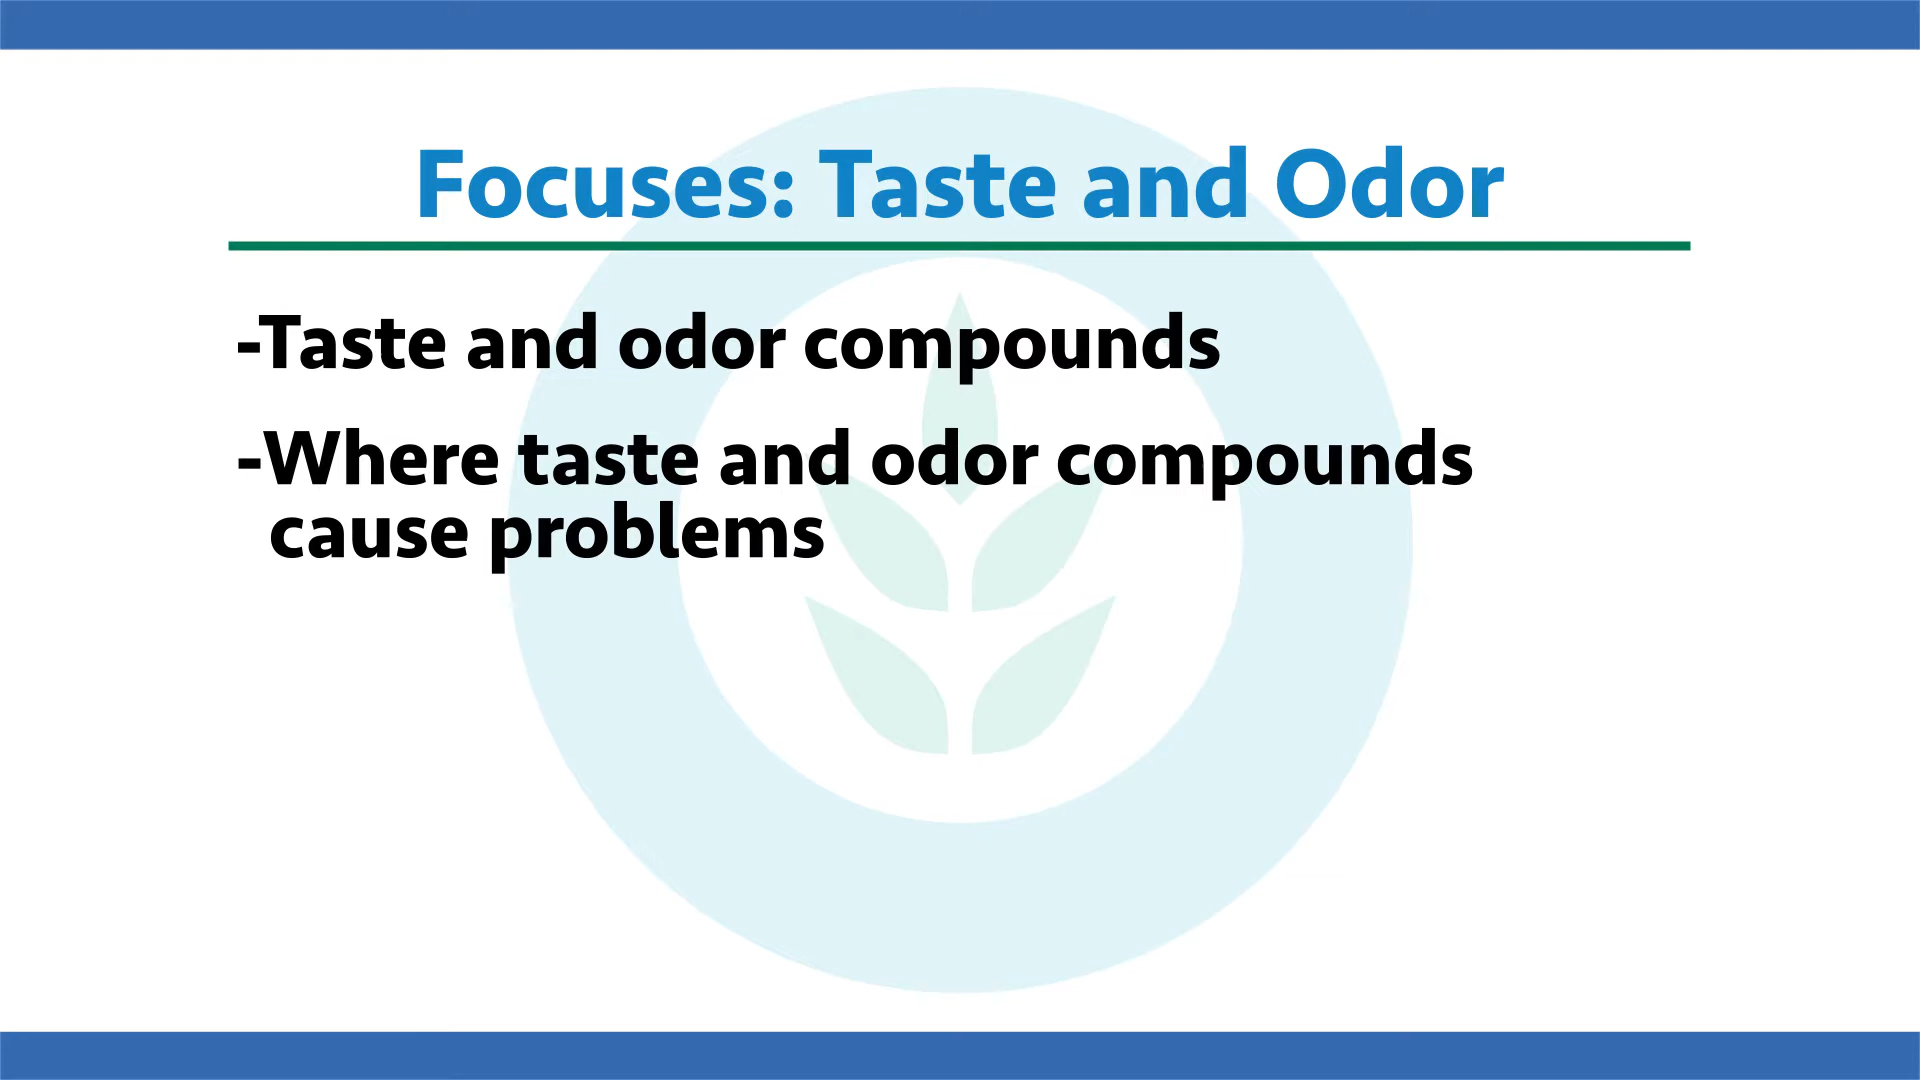 Focuses: Taste and Odor
-Taste and odor compounds
-Where taste and odor compounds
cause problems